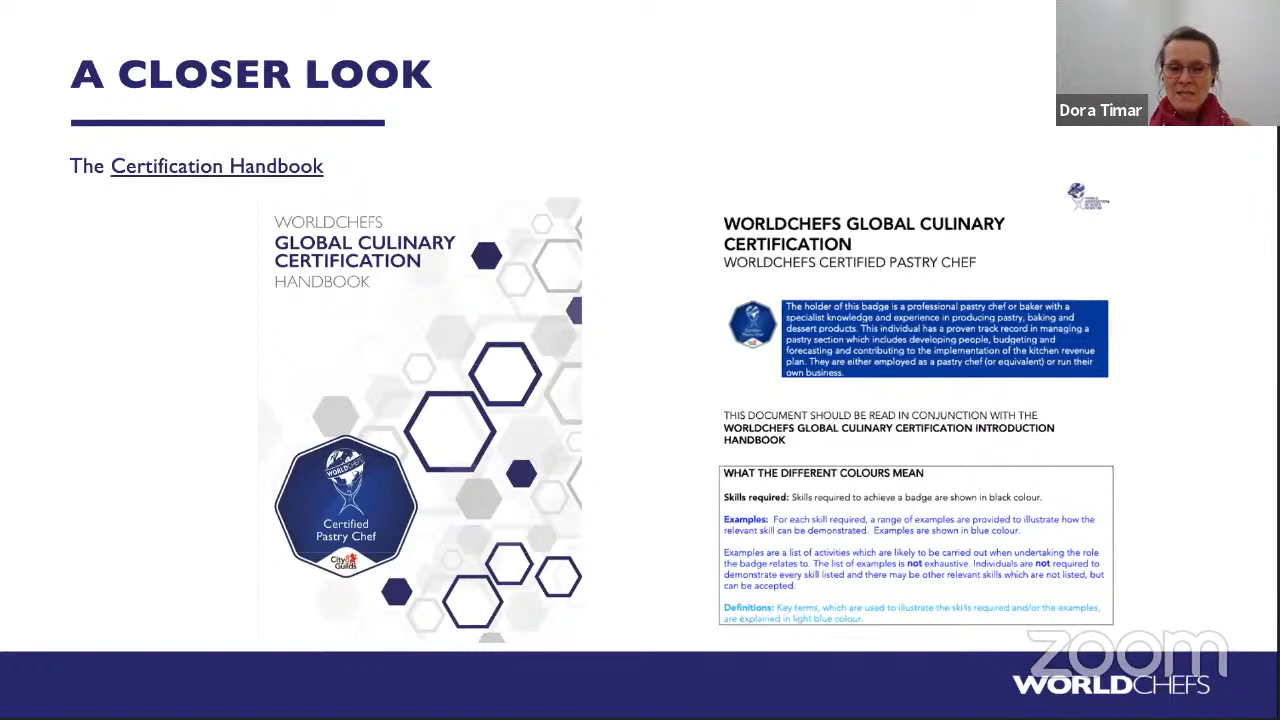 A CLOSER LOOK
Dora Timar
The Certification Handbook
WORLDCHEFS
GLOBAL CULINARY
CERTIFICATION
HANDBOOK
WORLDCHEFS
Certified
Pastry Chef
City&
Guilds
WORLDCHEFS GLOBAL CULINARY
CERTIFICATION
WORLDCHEFS CERTIFIED PASTRY CHEF
Certified
Pastry Chef
The holder of this badge is a professional pastry chef or baker with a
specialist knowledge and experience in producing pastry, baking and
dessert products. This individual has a proven track record in managing a
pastry section which includes developing people, budgeting and
forecasting and contributing to the implementation of the kitchen revenue
plan. They are either employed as a pastry chef (or equivalent) or run their
own business.
THIS DOCUMENT SHOULD BE READ IN CONJUNCTION WITH THE
WORLDCHEFS GLOBAL CULINARY CERTIFICATION INTRODUCTION
HANDBOOK
WHAT THE DIFFERENT COLOURS MEAN
Skills required: Skills required to achieve a badge are shown in black colour.
Examples: For each skill required, a range of examples are provided to illustrate how the
relevant skill can be demonstrated. Examples are shown in blue colour.
Examples are a list of activities which are likely to be carried out when undertaking the role
the badge relates to. The list of examples is not exhaustive. Individuals are not required to
demonstrate every skill listed and there may be other relevant skills which are not listed, but
can be accepted.
Definitions: Key terms, which are used to illustrate the skills required and/or the examples,
are explained in light blue colour.
zoom
WORLDCHEFS